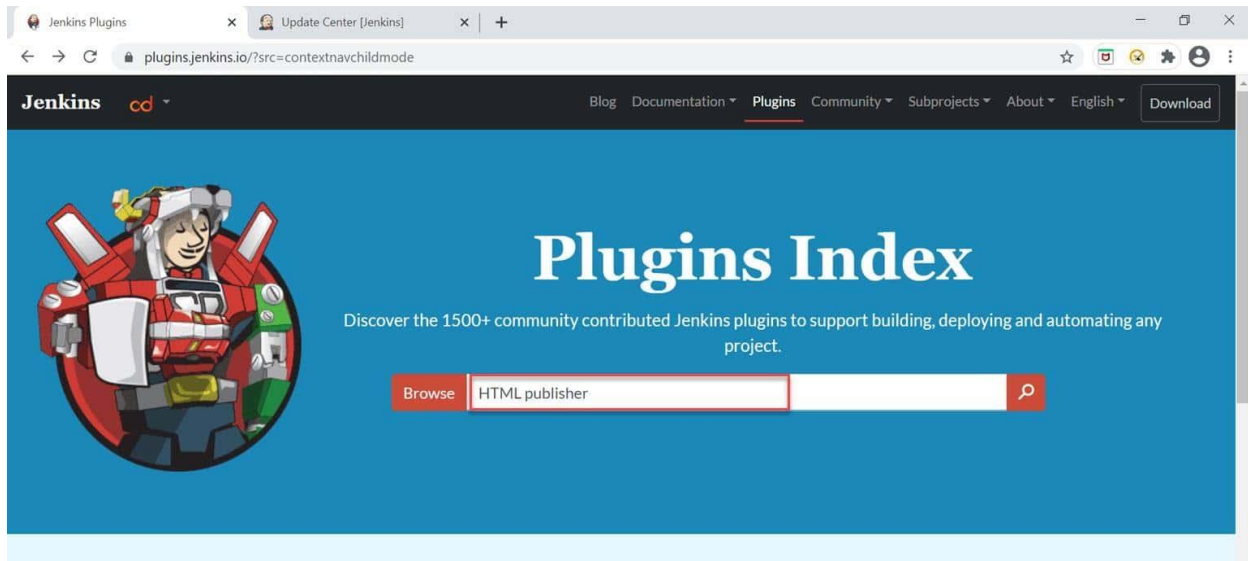 Jenkins Plugins
Update Center [Jenkins]
plugins.jenkins.io/?src=contextnavchildmode
Jenkins cd Blog Documentation Plugins Community Subprojects About English Download
Plugins Index
Discover the 1500+ community contributed Jenkins plugins to support building, deploying and automating any
project.
Browse HTML publisher